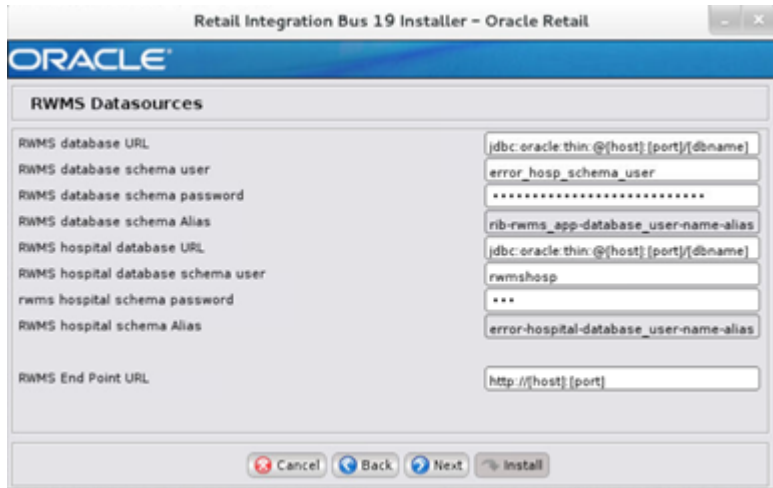 Retail Integration Bus 19 Installer – Oracle Retail
ORACLE
RWMS Datasources
RWMS database URL jdbc:oracle:thin:@[host]:[port]/[dbname]
RWMS database schema user error_hosp_schema_user
RWMS database schema password
RWMS database schema Alias rib-rwms_app-database_user-name-alias
RWMS hospital database URL jdbc:oracle:thin:@[host]:[port]/[dbname]
RWMS hospital database schema user rwmshosp
rwms hospital schema password
RWMS hospital schema Alias error-hospital-database_user-name-alias
RWMS End Point URL http://[host]:[port]
Cancel Back Next Install